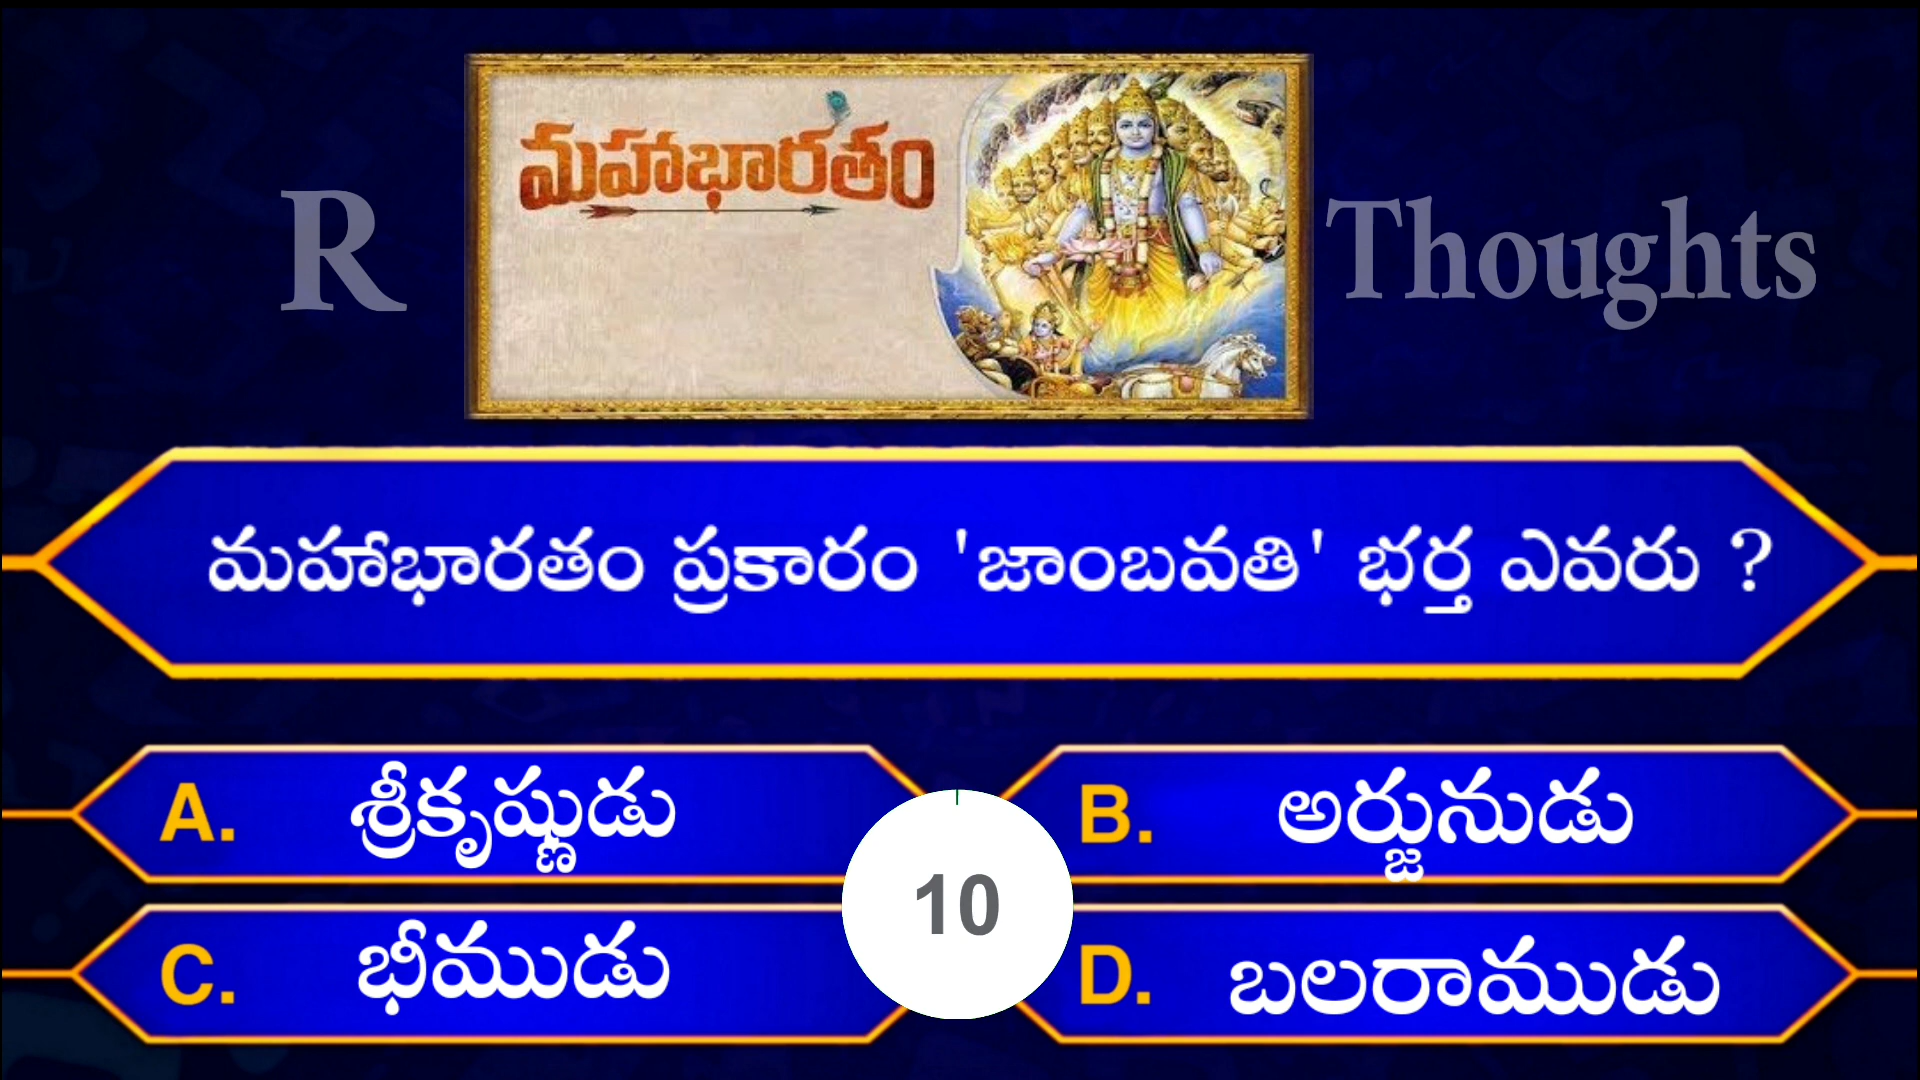 మహాభారతం
R Thoughts
మహాభారతం ప్రకారం 'జాంబవతి' భర్త ఎవరు ?
A. శ్రీకృష్ణుడు
B. అర్జునుడు
10
C. భీముడు
D. బలరాముడు